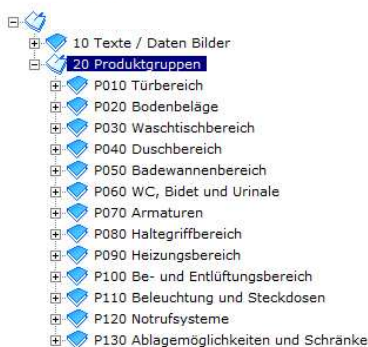 10 Texte / Daten Bilder
20 Produktgruppen
P010 Türbereich
P020 Bodenbeläge
P030 Waschtischbereich
P040 Duschbereich
P050 Badewannenbereich
P060 WC, Bidet und Urinale
P070 Armaturen
P080 Haltegriffbereich
P090 Heizungsbereich
P100 Be- und Entlüftungsbereich
P110 Beleuchtung und Steckdosen
P120 Notrufsysteme
P130 Ablagemöglichkeiten und Schränke